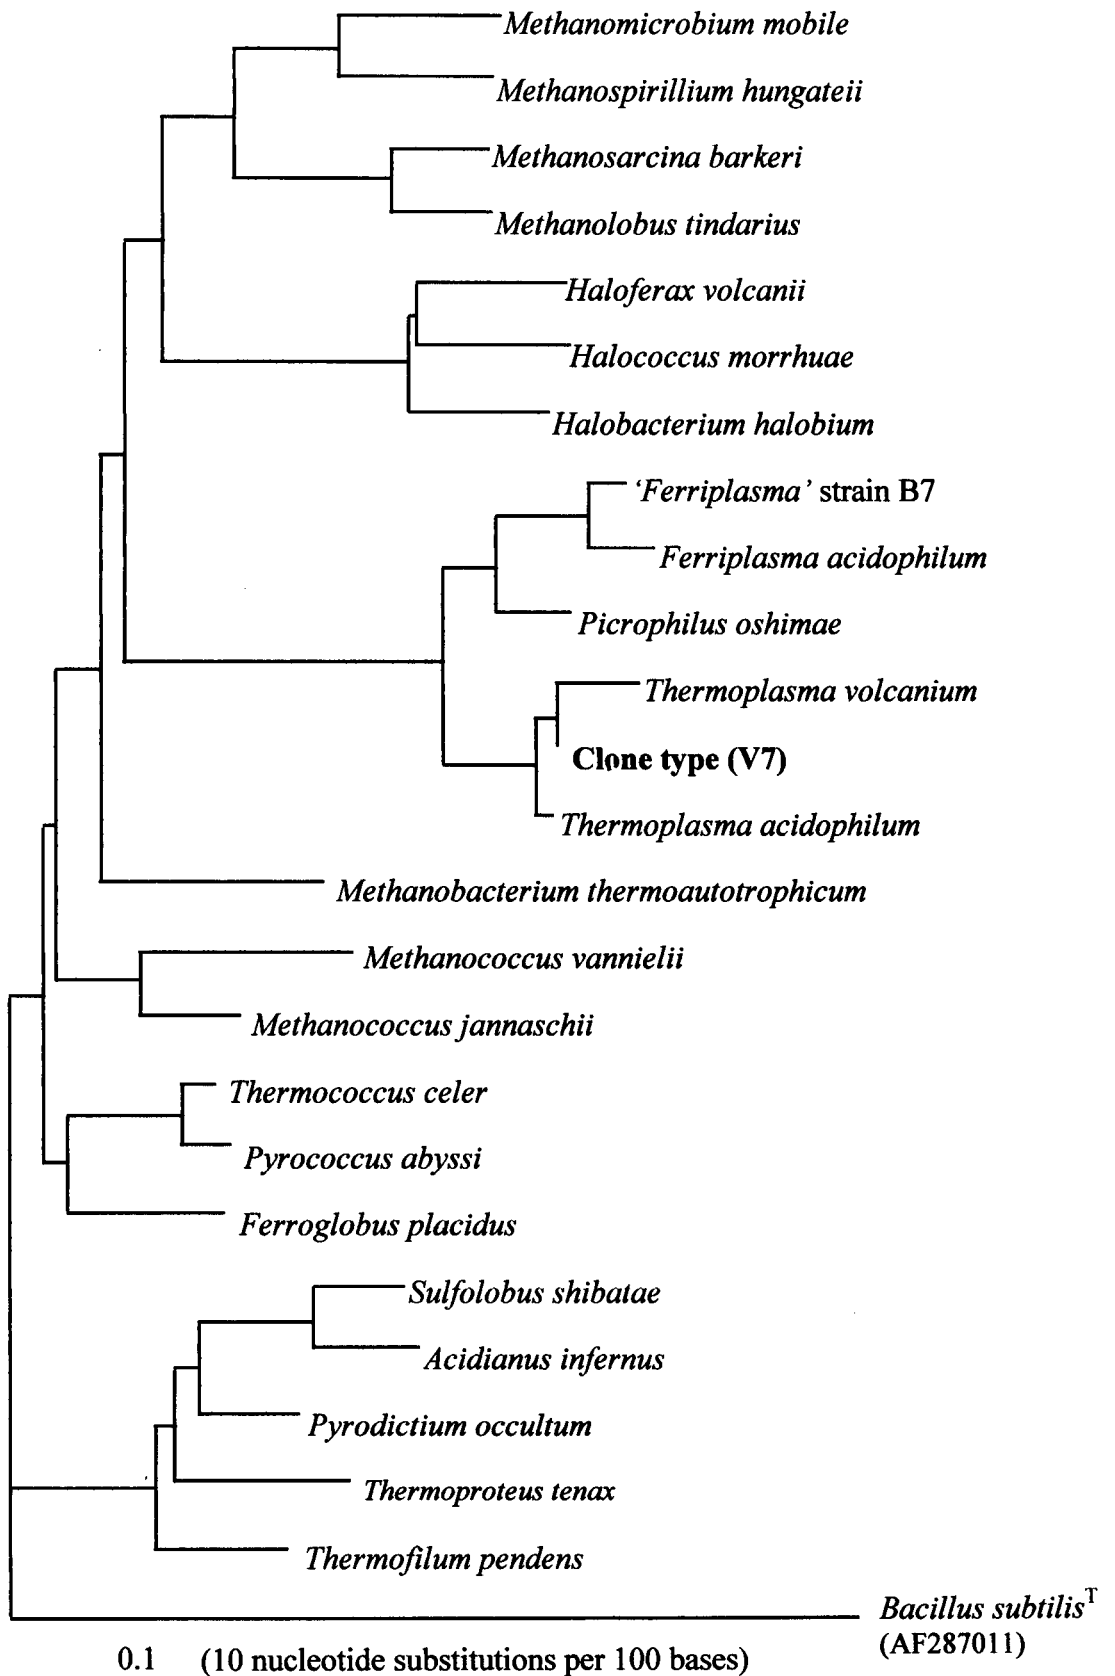 Methanomicrobium mobile
Methanospirillium hungateii
Methanosarcina barkeri
Methanolobus tindarius
Haloferax volcanii
Halococcus morrhuae
Halobacterium halobium
‘Ferriplasma’ strain B7
Ferriplasma acidophilum
Picrophilus oshimae
Thermoplasma volcanium
Clone type (V7)
Thermoplasma acidophilum
Methanobacterium thermoautotrophicum
Methanococcus vannielii
Methanococcus jannaschii
Thermococcus celer
Pyrococcus abyssi
Ferroglobus placidus
Sulfolobus shibatae
Acidianus infernus
Pyrodictium occultum
Thermoproteus tenax
Thermofilum pendens
Bacillus subtilisT
(AF287011)
0.1 (10 nucleotide substitutions per 100 bases)